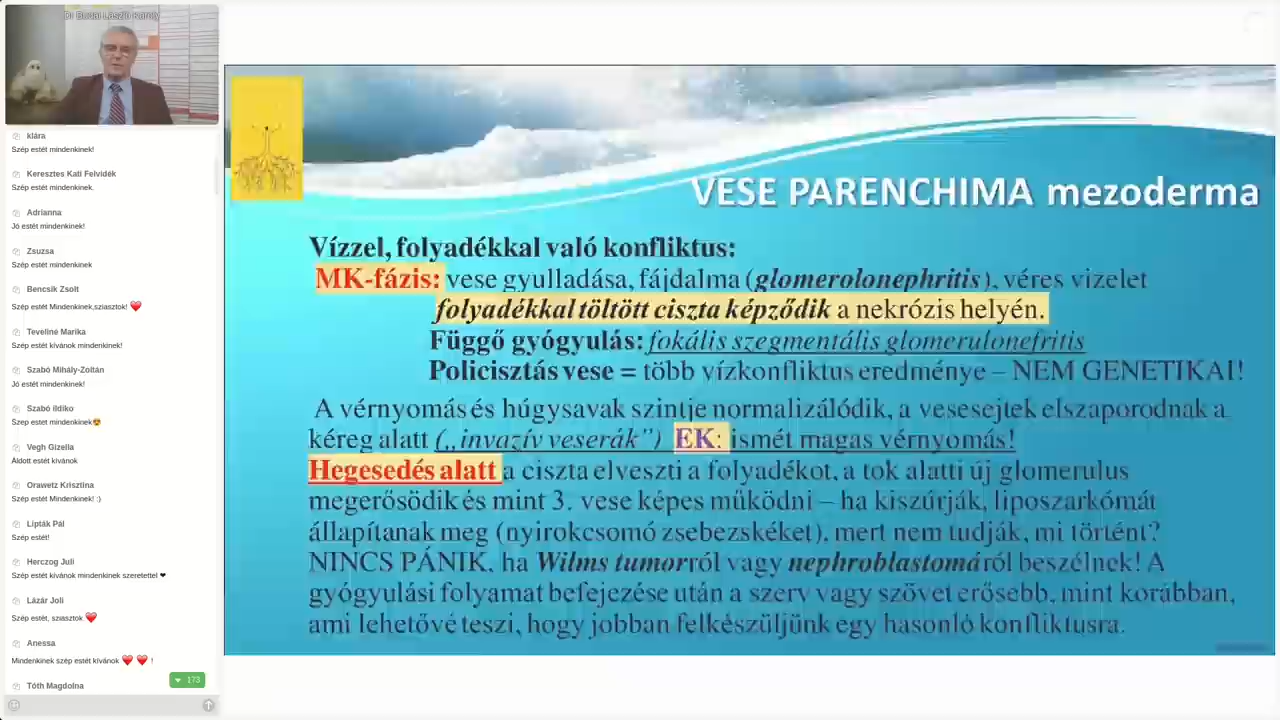 Dr Budai László Károly
klára
Szép estét mindenkinek!
Keresztes Kati Felvidék
Szép estét mindenkinek.
Adrianna
Jó estét mindenkinek!
Zsuzsa
Szép estét mindenkinek
Bencsik Zsolt
Szép estét Mindenkinek,sziasztok! ❤️
Teveliné Marika
Szép estét kívánok mindenkinek!
Szabó Mihály-Zoltán
Jó estét mindenkinek!
Szabó Ildiko
Szep estét mindenkinek😍
Vegh Gizella
Áldott estét kívánok
Orawetz Krisztina
Szép estét Mindenkinek! :)
Lipták Pál
Szép estét!
Herczog Juli
Szép estét kívánok mindenkinek szeretettel ❤
Lázár Joli
Szép estét, sziasztok ❤️
Anessa
Mindenkinek szép estét kívánok ❤️ ❤️ !
Tóth Magdolna
173
VESE PARENCHIMA mezoderma
Vízzel, folyadékkal való konfliktus:
MK-fázis: vese gyulladása, fájdalma (glomerolonephritis), véres vizelet
folyadékkal töltött ciszta képződik a nekrózis helyén.
Függő gyógyulás: fokális szegmentális glomerulonefritis
Policisztás vese = több vízkonfliktus eredménye – NEM GENETIKAI!
A vérnyomás és húgysavak szintje normalizálódik, a vesesejtek elszaporodnak a
kéreg alatt („invazív veserák") EK: ismét magas vérnyomás!
Hegesedés alatt a ciszta elveszti a folyadékot, a tok alatti új glomerulus
megerősödik és mint 3. vese képes működni – ha kiszúrják, liposzarkómát
állapítanak meg (nyirokcsomó zsebezskéket), mert nem tudják, mi történt?
NINCS PÁNIK, ha Wilms tumorról vagy nephroblastomáról beszélnek! A
gyógyulási folyamat befejezése után a szerv vagy szövet erősebb, mint korábban,
ami lehetővé teszi, hogy jobban felkészüljünk egy hasonló konfliktusra.